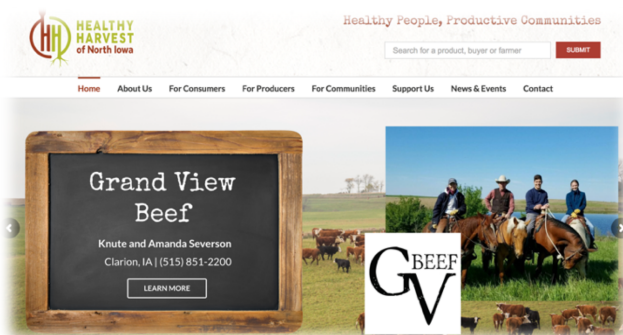 HEALTHY
HARVEST
of North Iowa
Healthy People, Productive Communities
Search for a product, buyer or farmer
SUBMIT
Home About Us For Consumers For Producers For Communities Support Us News & Events Contact
Grand View
Beef
Knute and Amanda Severson
Clarion, IA | (515) 851-2200
LEARN MORE
GV BEEF